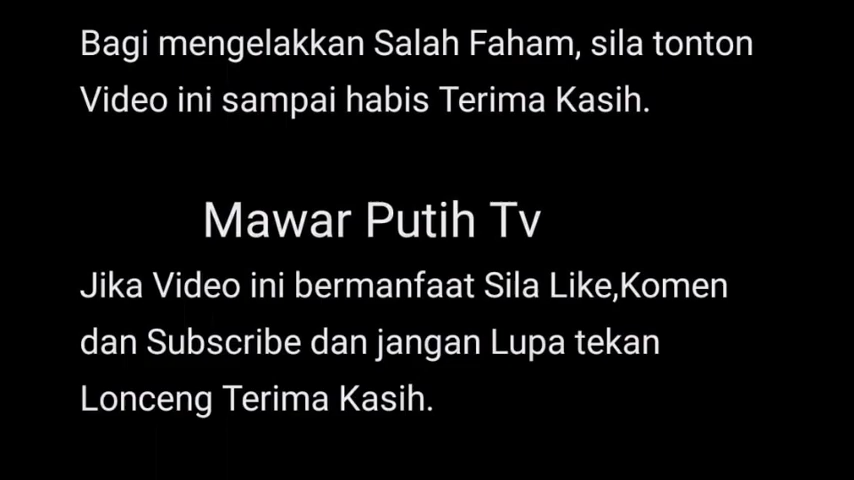 Bagi mengelakkan Salah Faham, sila tonton
Video ini sampai habis Terima Kasih.
Mawar Putih Tv
Jika Video ini bermanfaat Sila Like,Komen
dan Subscribe dan jangan Lupa tekan
Lonceng Terima Kasih.